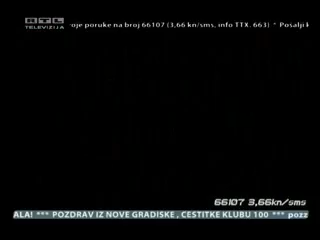 RTL
TELEVIZIJA
oje poruke na broj 66107 (3,66 kn/sms, info TTX. 663) * Posalji
66107 3,66kn/sms
ALA! *** POZDRAV IZ NOVE GRADISKE , CESTITKE KLUBU 100 *** pozz